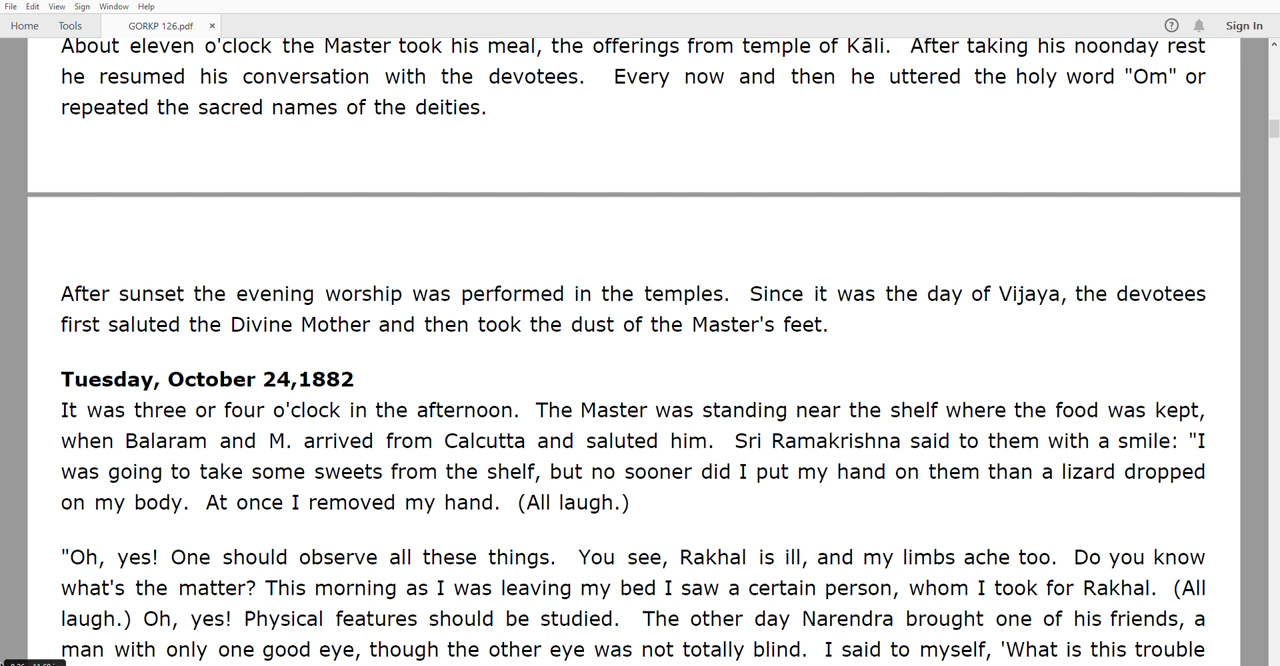 File Edit View Sign Window Help
Home Tools GORKP 126.pdf × ? Sign In
About eleven o'clock the Master took his meal, the offerings from temple of Kāli. After taking his noonday rest
he resumed his conversation with the devotees. Every now and then he uttered the holy word "Om" or
repeated the sacred names of the deities.
After sunset the evening worship was performed in the temples. Since it was the day of Vijaya, the devotees
first saluted the Divine Mother and then took the dust of the Master's feet.
Tuesday, October 24,1882
It was three or four o'clock in the afternoon. The Master was standing near the shelf where the food was kept,
when Balaram and M. arrived from Calcutta and saluted him. Sri Ramakrishna said to them with a smile: "I
was going to take some sweets from the shelf, but no sooner did I put my hand on them than a lizard dropped
on my body. At once I removed my hand. (All laugh.)
"Oh, yes! One should observe all these things. You see, Rakhal is ill, and my limbs ache too. Do you know
what's the matter? This morning as I was leaving my bed I saw a certain person, whom I took for Rakhal. (All
laugh.) Oh, yes! Physical features should be studied. The other day Narendra brought one of his friends, a
man with only one good eye, though the other eye was not totally blind. I said to myself, 'What is this trouble